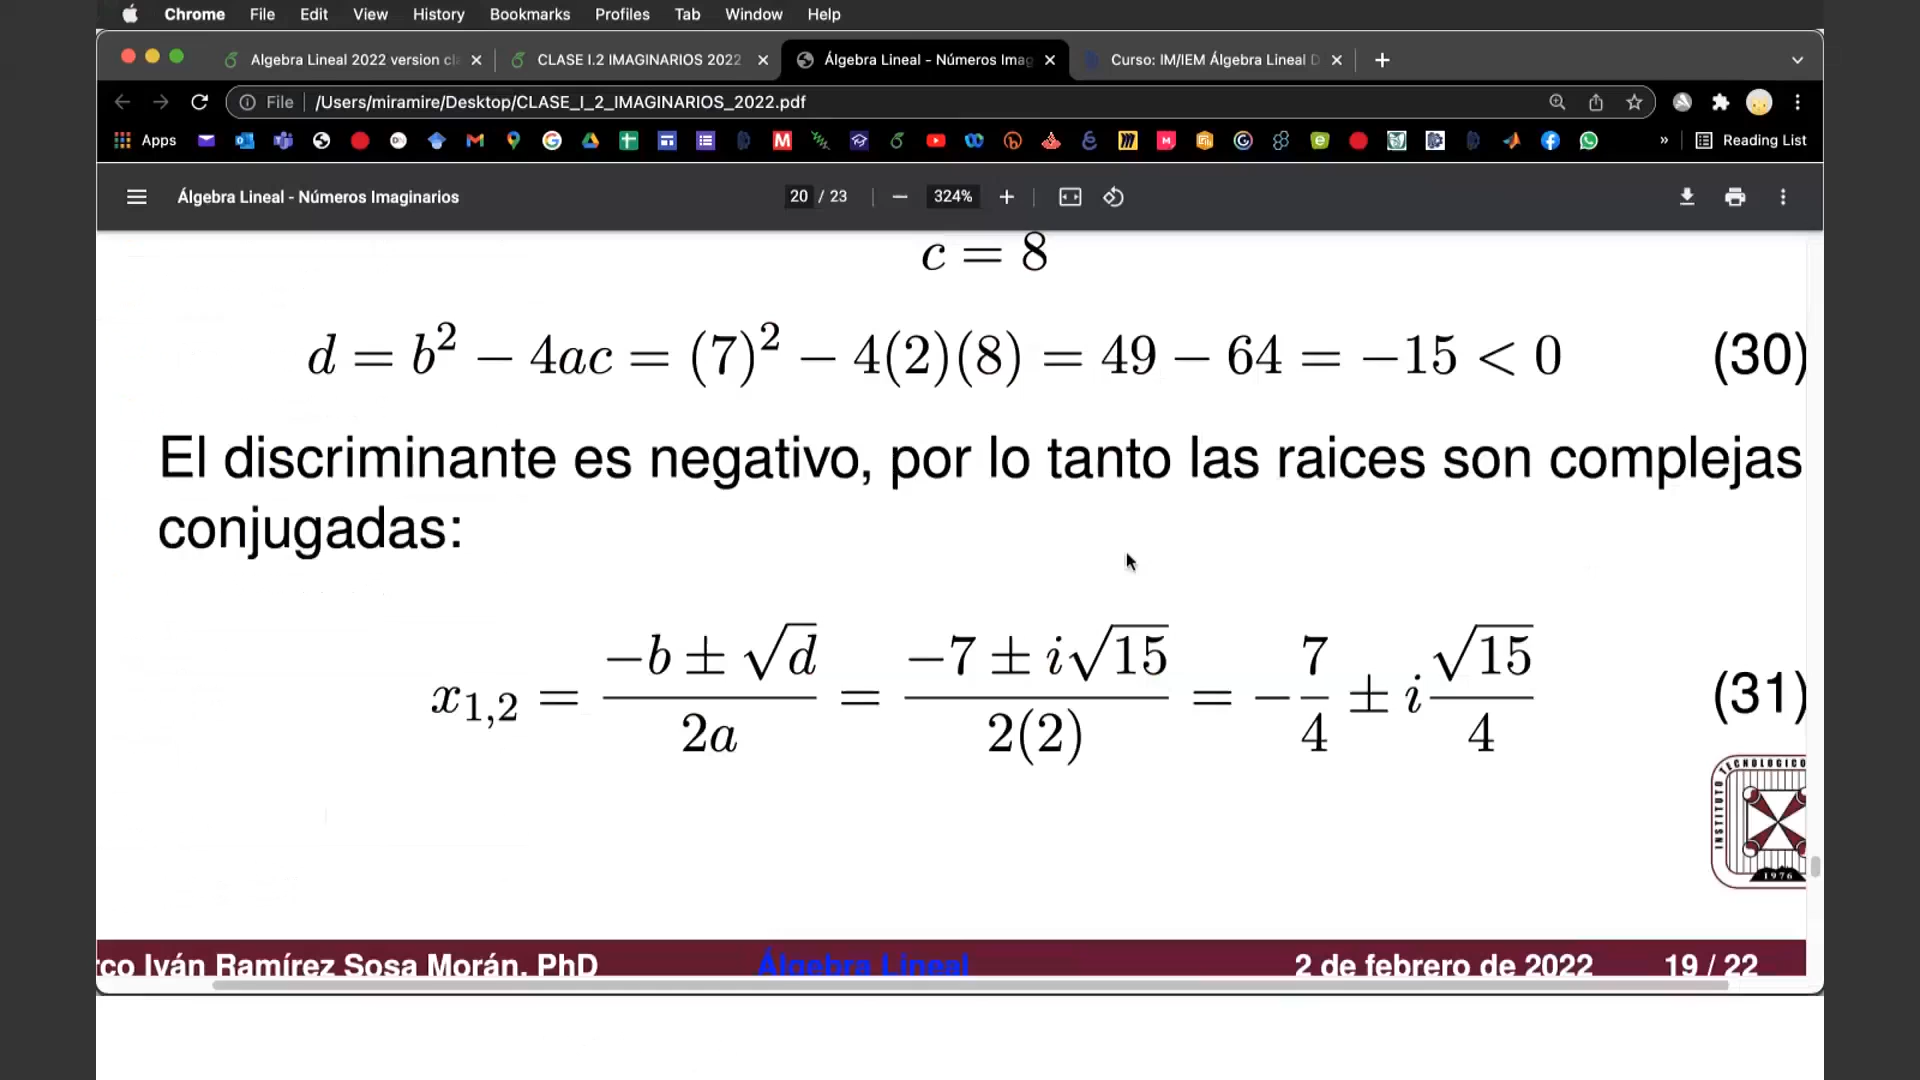 Chrome File Edit View History Bookmarks Profiles Tab Window Help
Algebra Lineal 2022 version cl CLASE I.2 IMAGINARIOS 2022 Álgebra Lineal - Números Imag Curso: IM/IEM Álgebra Lineal D
File /Users/miramire/Desktop/CLASE_I_2_IMAGINARIOS_2022.pdf
Apps » Reading List
Álgebra Lineal - Números Imaginarios 20 / 23 324%
c = 8
d = b² − 4ac = (7)² − 4(2)(8) = 49 − 64 = −15 < 0 (30)
El discriminante es negativo, por lo tanto las raices son complejas
conjugadas:
x₁,₂ = (−b ± √d)/(2a) = (−7 ± i√15)/(2(2)) = −7/4 ± i √15/4 (31)
INSTITUTO TECNOLOGICO
1976
rco Iván Ramírez Sosa Morán, PhD Álgebra Lineal 2 de febrero de 2022 19 / 22